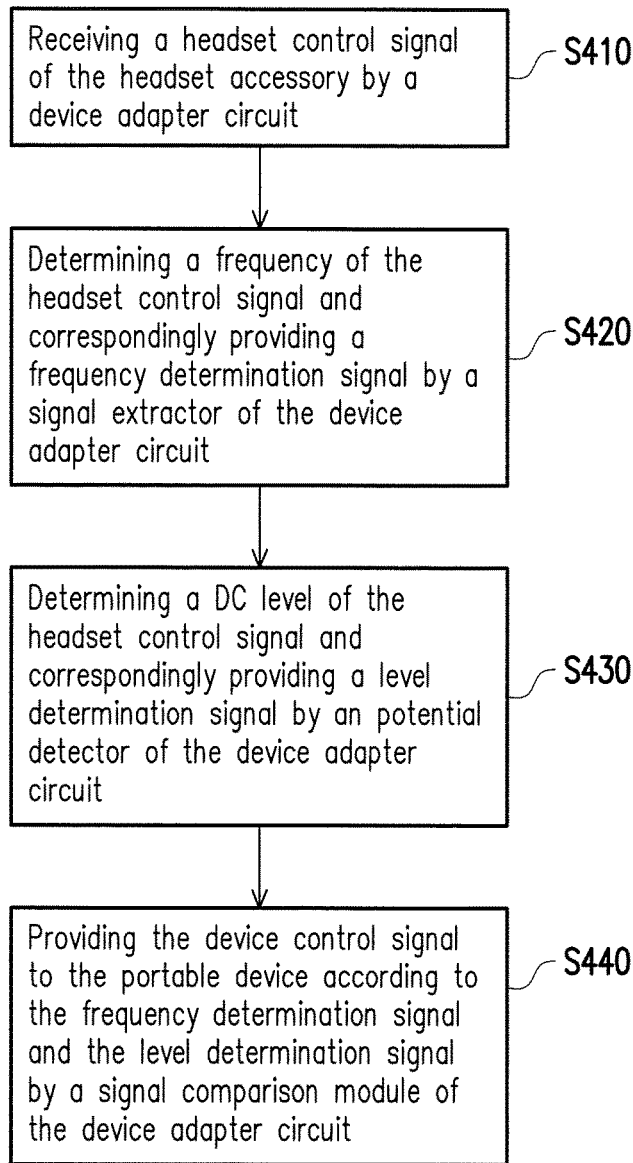 Receiving a headset control signal
of the headset accessory by a
device adapter circuit
S410
Determining a frequency of the
headset control signal and
correspondingly providing a
frequency determination signal by a
signal extractor of the device
adapter circuit
S420
Determining a DC level of the
headset control signal and
correspondingly providing a level
determination signal by an potential
detector of the device adapter
circuit
S430
Providing the device control signal
to the portable device according to
the frequency determination signal
and the level determination signal
by a signal comparison module of
the device adapter circuit
S440